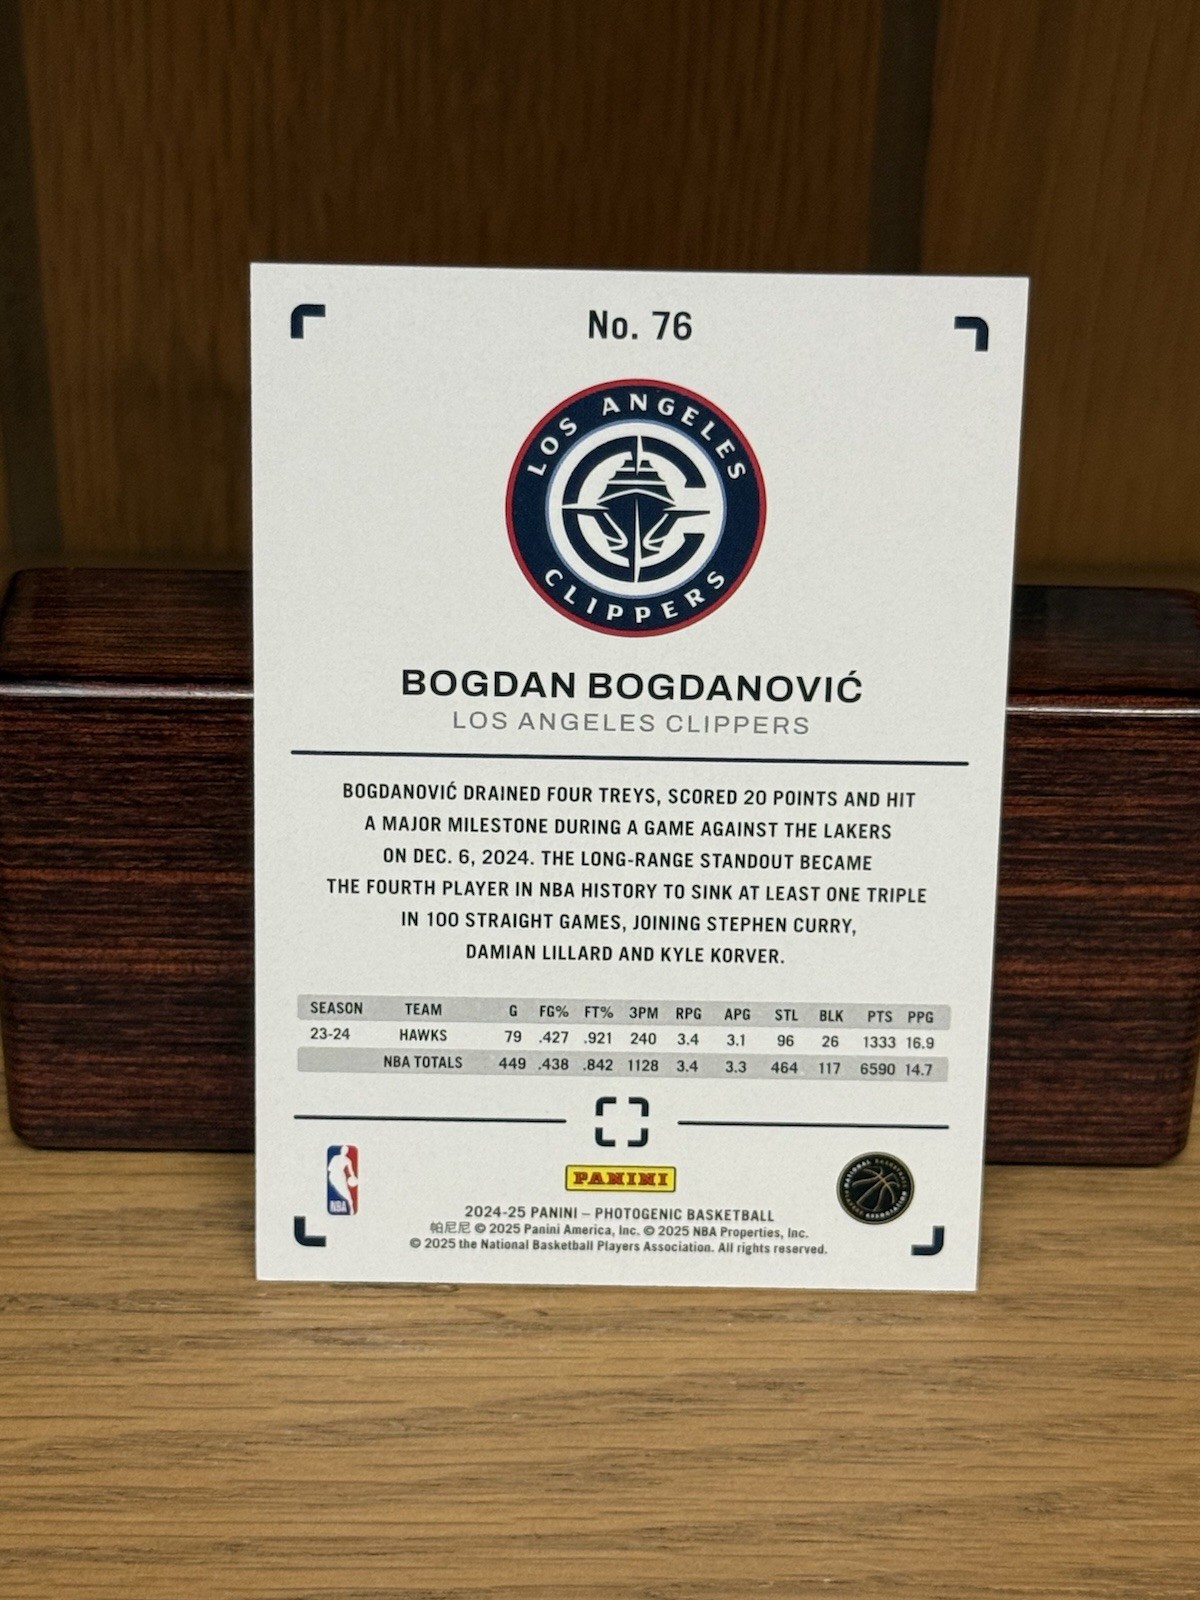 No. 76
LOS ANGELES
CLIPPERS
BOGDAN BOGDANOVIĆ
LOS ANGELES CLIPPERS
BOGDANOVIĆ DRAINED FOUR TREYS, SCORED 20 POINTS AND HIT
A MAJOR MILESTONE DURING A GAME AGAINST THE LAKERS
ON DEC. 6, 2024. THE LONG-RANGE STANDOUT BECAME
THE FOURTH PLAYER IN NBA HISTORY TO SINK AT LEAST ONE TRIPLE
IN 100 STRAIGHT GAMES, JOINING STEPHEN CURRY,
DAMIAN LILLARD AND KYLE KORVER.
SEASON TEAM G FG% FT% 3PM RPG APG STL BLK PTS PPG
23-24 HAWKS 79 .427 .921 240 3.4 3.1 96 26 1333 16.9
NBA TOTALS 449 .438 .842 1128 3.4 3.3 464 117 6590 14.7
NBA
PANINI
NATIONAL BASKETBALL
PLAYERS ASSOCIATION
2024-25 PANINI – PHOTOGENIC BASKETBALL
帕尼尼 © 2025 Panini America, Inc. © 2025 NBA Properties, Inc.
© 2025 the National Basketball Players Association. All rights reserved.